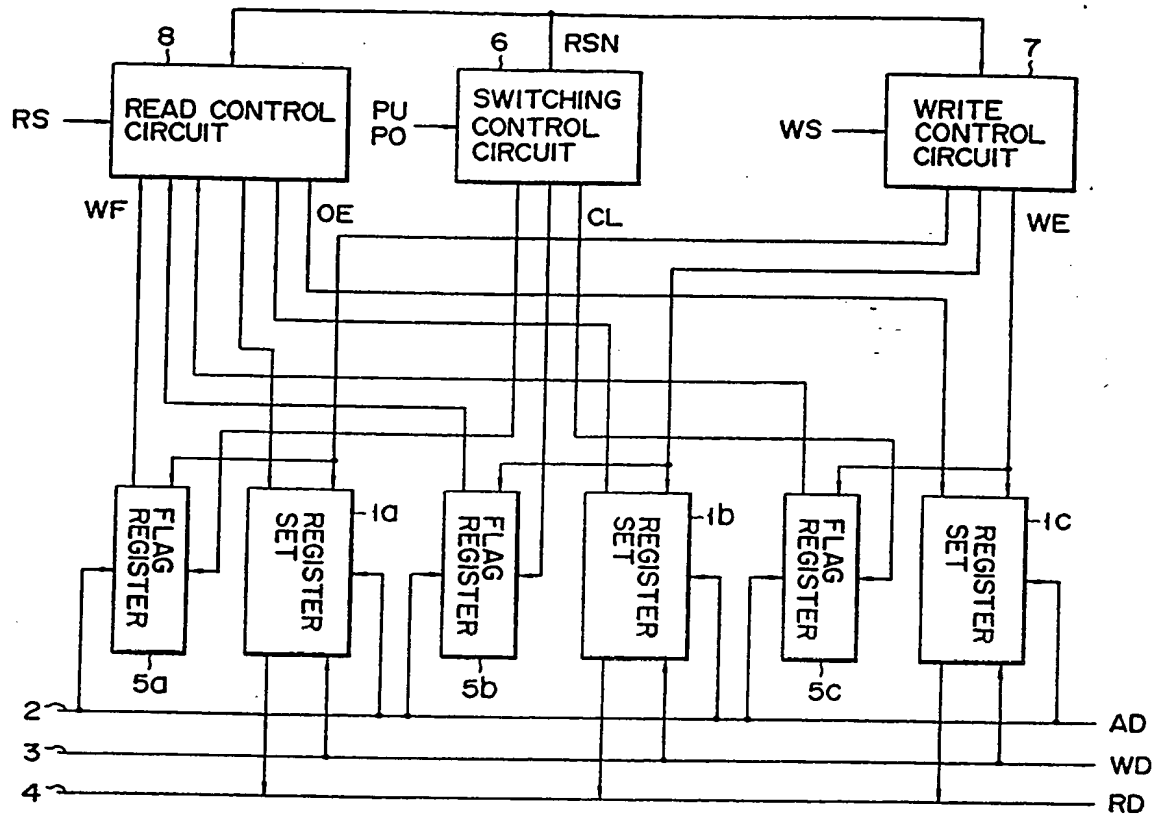 8
6
RSN
7
RS
READ CONTROL
CIRCUIT
PU
PO
SWITCHING
CONTROL
CIRCUIT
WS
WRITE
CONTROL
CIRCUIT
WF
OE
CL
WE
FLAG
REGISTER
REGISTER
SET
1a
FLAG
REGISTER
REGISTER
SET
1b
FLAG
REGISTER
REGISTER
SET
1c
5a
5b
5c
2
AD
3
WD
4
RD